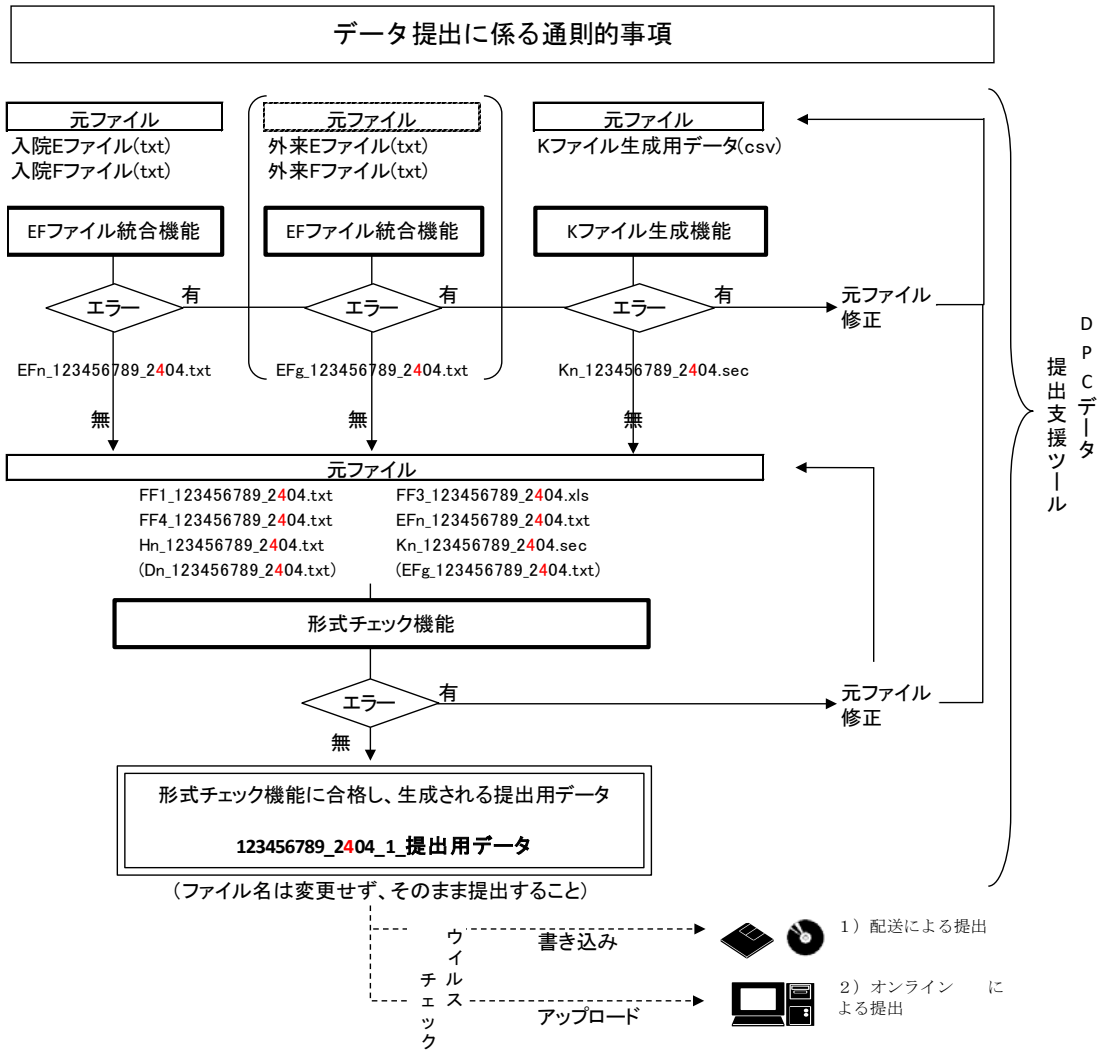 データ提出に係る通則的事項
元ファイル
入院Eファイル(txt)
入院Fファイル(txt)
元ファイル
外来Eファイル(txt)
外来Fファイル(txt)
元ファイル
Kファイル生成用データ(csv)
EFファイル統合機能
EFファイル統合機能
Kファイル生成機能
エラー
有
エラー
有
エラー
有
元ファイル
修正
EFn_123456789_2404.txt
EFg_123456789_2404.txt
Kn_123456789_2404.sec
無
無
無
元ファイル
FF1_123456789_2404.txt
FF3_123456789_2404.xls
FF4_123456789_2404.txt
EFn_123456789_2404.txt
Hn_123456789_2404.txt
Kn_123456789_2404.sec
(Dn_123456789_2404.txt)
(EFg_123456789_2404.txt)
形式チェック機能
エラー
有
無
元ファイル
修正
形式チェック機能に合格し、生成される提出用データ
123456789_2404_1_提出用データ
(ファイル名は変更せず、そのまま提出すること)
DPCデータ
提出支援ツール
ウイルス
チェック
書き込み
1）配送による提出
アップロード
2）オンライン　に
よる提出